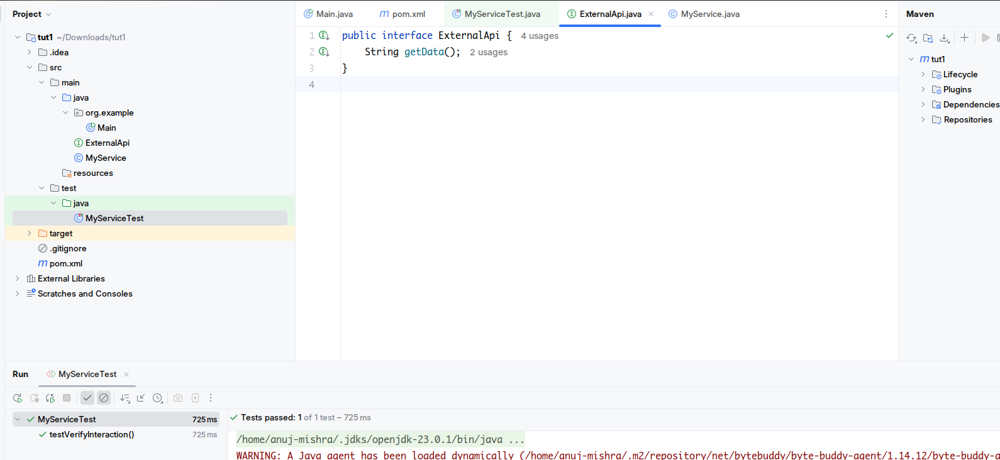 Project
tut1 ~/Downloads/tut1
.idea
src
main
java
org.example
Main
ExternalApi
MyService
resources
test
java
MyServiceTest
target
.gitignore
pom.xml
External Libraries
Scratches and Consoles
Main.java
pom.xml
MyServiceTest.java
ExternalApi.java
MyService.java
1 public interface ExternalApi { 4 usages
2 String getData(); 2 usages
3 }
4
Maven
tut1
Lifecycle
Plugins
Dependencies
Repositories
Run MyServiceTest
MyServiceTest 725 ms
testVerifyInteraction() 725 ms
Tests passed: 1 of 1 test – 725 ms
/home/anuj-mishra/.jdks/openjdk-23.0.1/bin/java ...
WARNING: A Java agent has been loaded dynamically (/home/anuj-mishra/.m2/repository/net/bytebuddy/byte-buddy-agent/1.14.12/byte-buddy-a